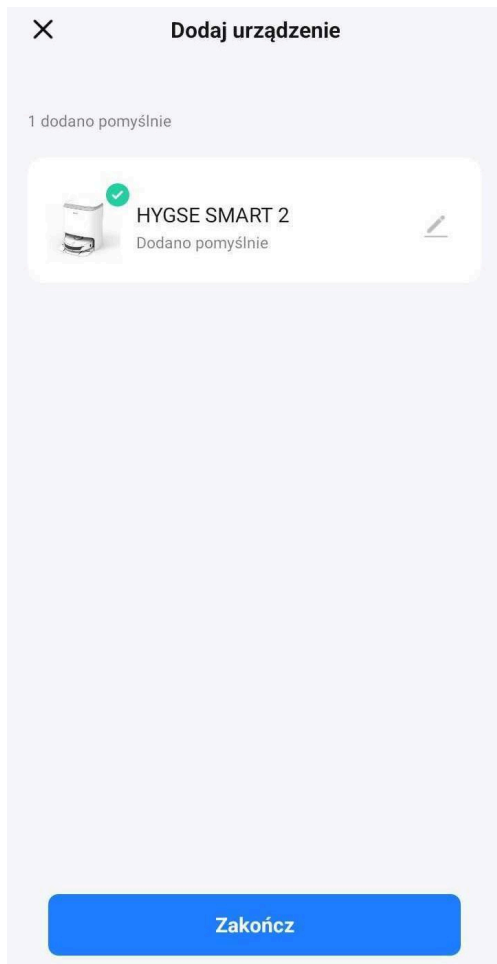 Dodaj urządzenie
1 dodano pomyślnie
HYGSE SMART 2
Dodano pomyślnie
Zakończ